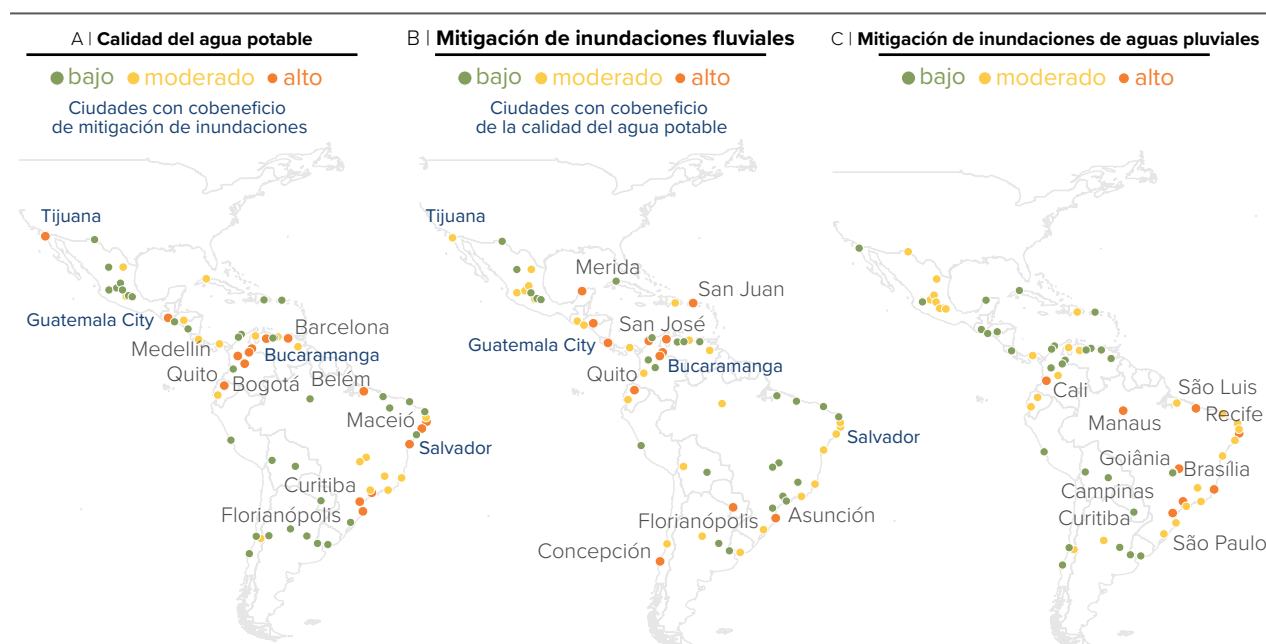 A | Calidad del agua potable
bajo moderado alto
Ciudades con cobeneficio
de mitigación de inundaciones
Tijuana
Guatemala City
Barcelona
Medellín
Bucaramanga
Quito
Bogotá
Belém
Maceió
Salvador
Curitiba
Florianópolis
B | Mitigación de inundaciones fluviales
bajo moderado alto
Ciudades con cobeneficio
de la calidad del agua potable
Tijuana
Merida
San Juan
San José
Guatemala City
Quito
Bucaramanga
Salvador
Florianópolis
Asunción
Concepción
C | Mitigación de inundaciones de aguas pluviales
bajo moderado alto
Cali
São Luis
Manaus
Recife
Goiânia
Brasília
Campinas
Curitiba
São Paulo